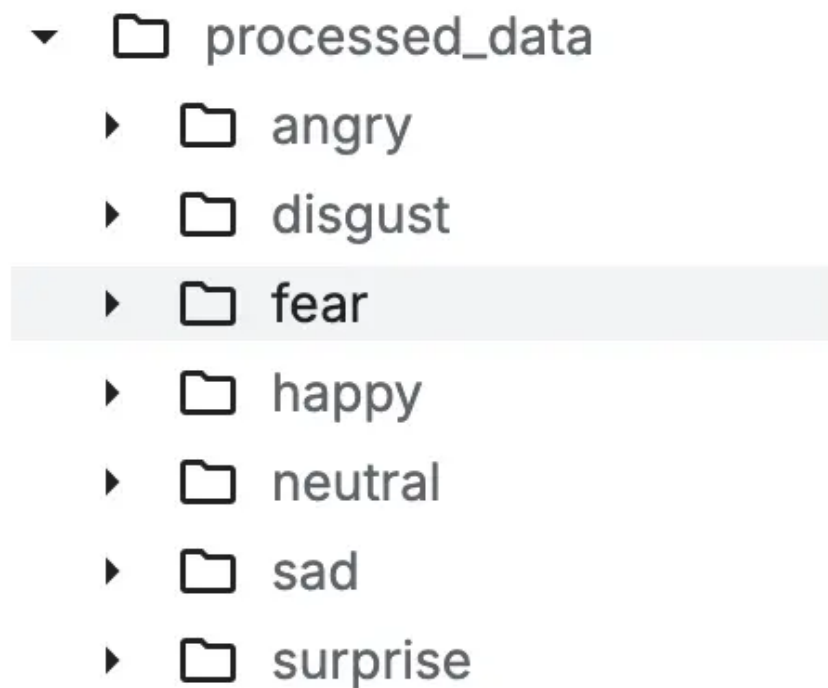 processed_data
angry
disgust
fear
happy
neutral
sad
surprise